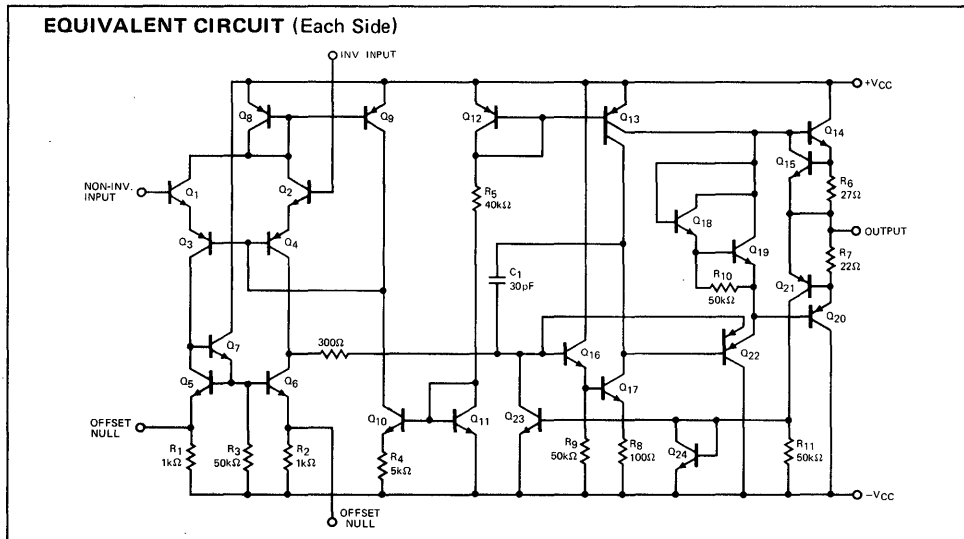 EQUIVALENT CIRCUIT (Each Side)
INV INPUT
+VCC
Q8
Q9
Q12
Q13
Q14
Q15
NON-INV.
INPUT
Q1
Q2
R5
40kΩ
R6
27Ω
Q18
OUTPUT
Q3
Q4
Q19
R7
22Ω
C1
30pF
R10
50kΩ
Q21
Q20
Q7
300Ω
Q16
Q22
Q5
Q6
Q17
OFFSET
NULL
Q10
Q11
Q23
R1
1kΩ
R3
50kΩ
R2
1kΩ
R4
5kΩ
R9
50kΩ
R8
100Ω
Q24
R11
50kΩ
-VCC
OFFSET
NULL